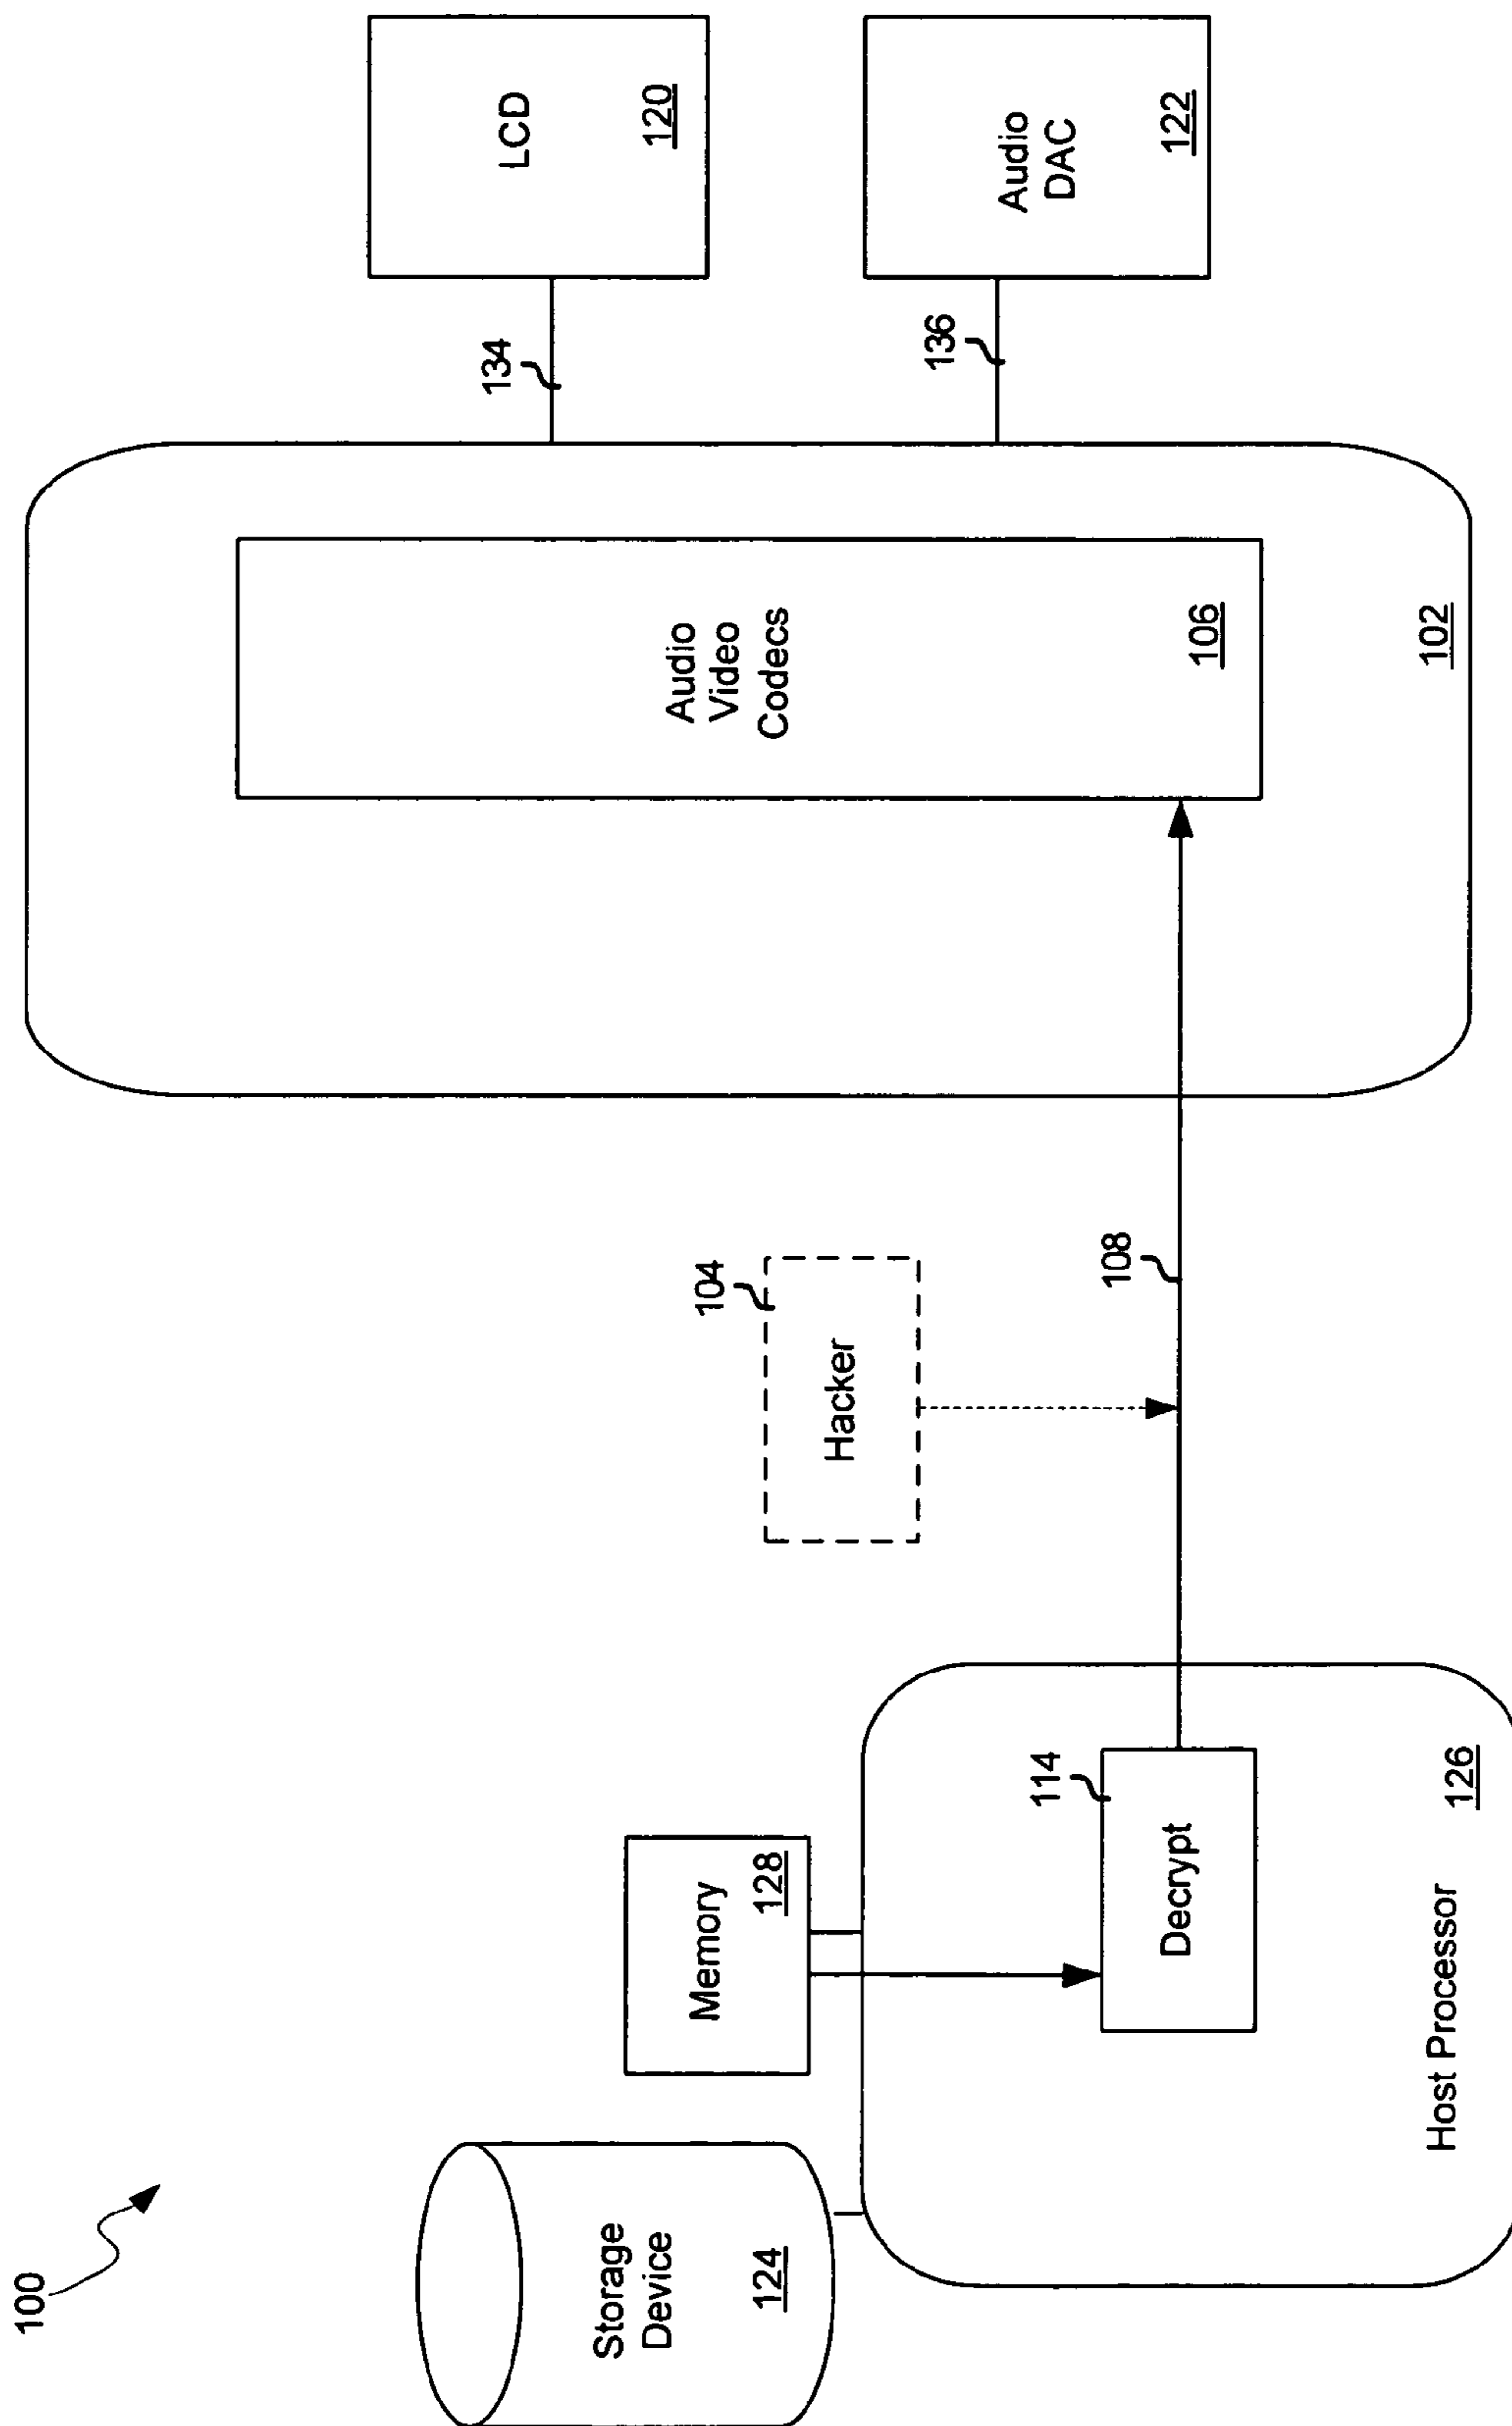 100
Storage
Device
124
Memory
128
Host Processor
126
Decrypt
114
Hacker
104
108
Audio
Video
Codecs
106
102
134
136
LCD
120
Audio
DAC
122